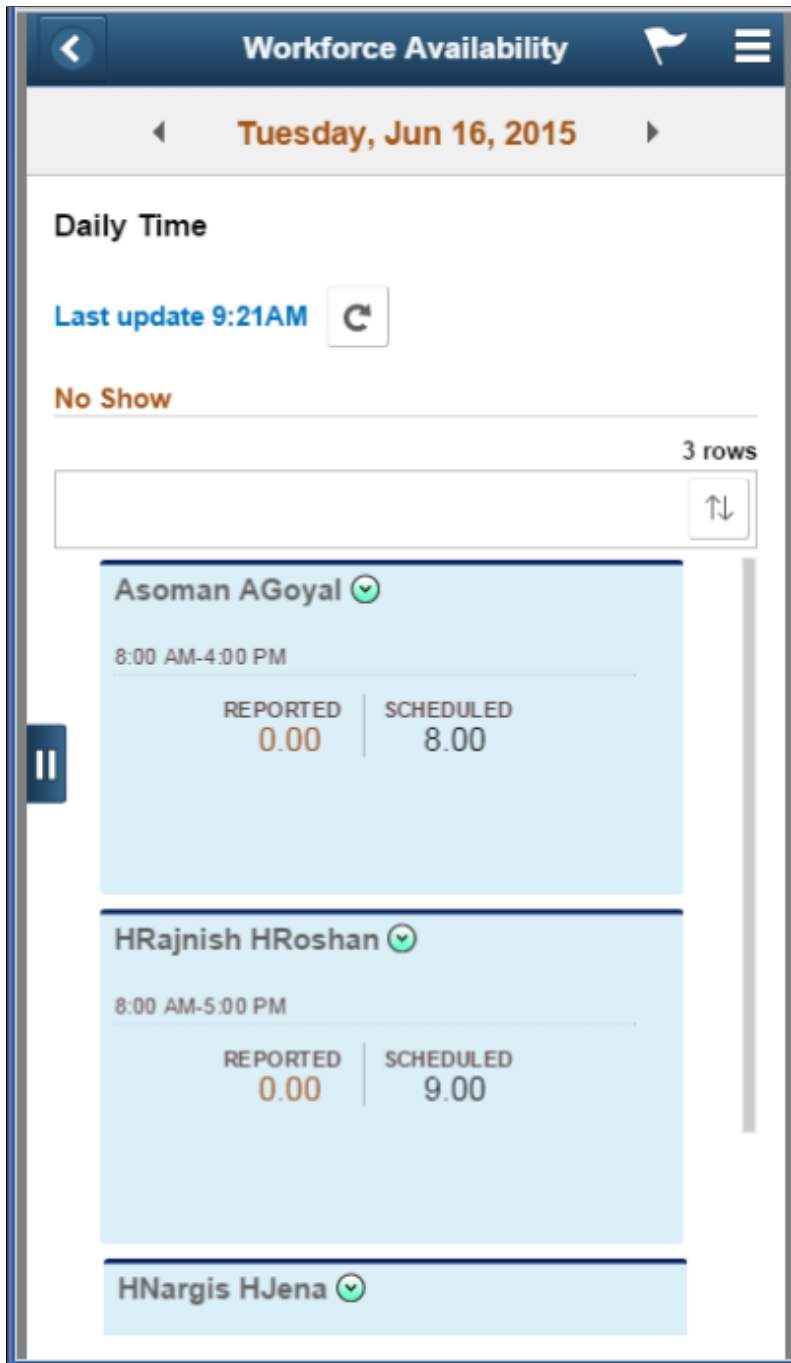 Workforce Availability
Tuesday, Jun 16, 2015
Daily Time
Last update 9:21AM
No Show
3 rows
Asoman AGoyal
8:00 AM-4:00 PM
REPORTED SCHEDULED
0.00 8.00
HRajnish HRoshan
8:00 AM-5:00 PM
REPORTED SCHEDULED
0.00 9.00
HNargis HJena